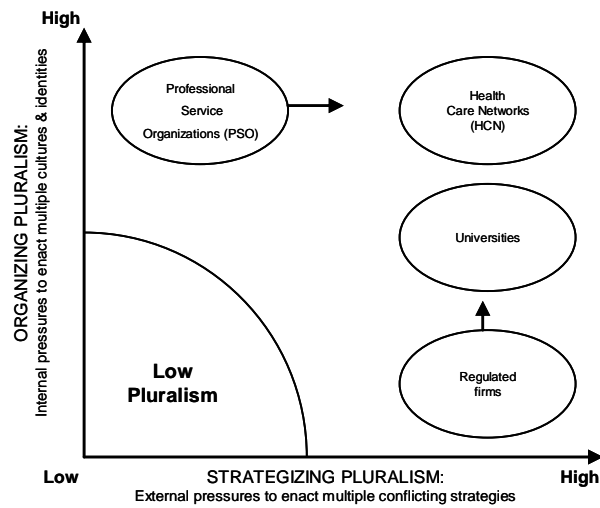 High
Professional
Service
Organizations (PSO)
Health
Care Networks
(HCN)
ORGANIZING PLURALISM:
Internal pressures to enact multiple cultures & identities
Universities
Low
Pluralism
Regulated
firms
Low
STRATEGIZING PLURALISM:
High
External pressures to enact multiple conflicting strategies